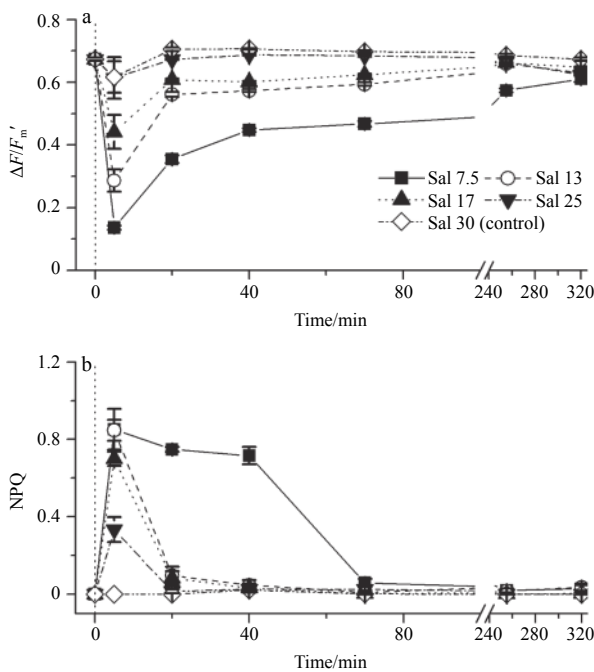 a
0.8
0.6
0.4
0.2
0
ΔF/Fm′
Sal 7.5
Sal 13
Sal 17
Sal 25
Sal 30 (control)
0 40 80 240 280 320
Time/min
b
1.2
0.8
0.4
0
NPQ
0 40 80 240 280 320
Time/min